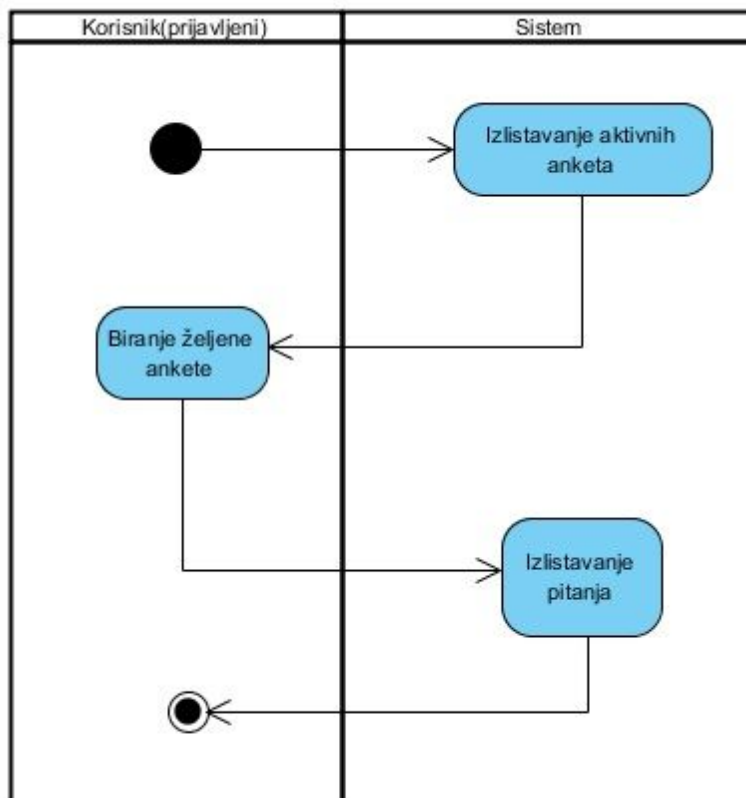 Korisnik(prijavljeni)
Sistem
Izlistavanje aktivnih
anketa
Biranje željene
ankete
Izlistavanje
pitanja